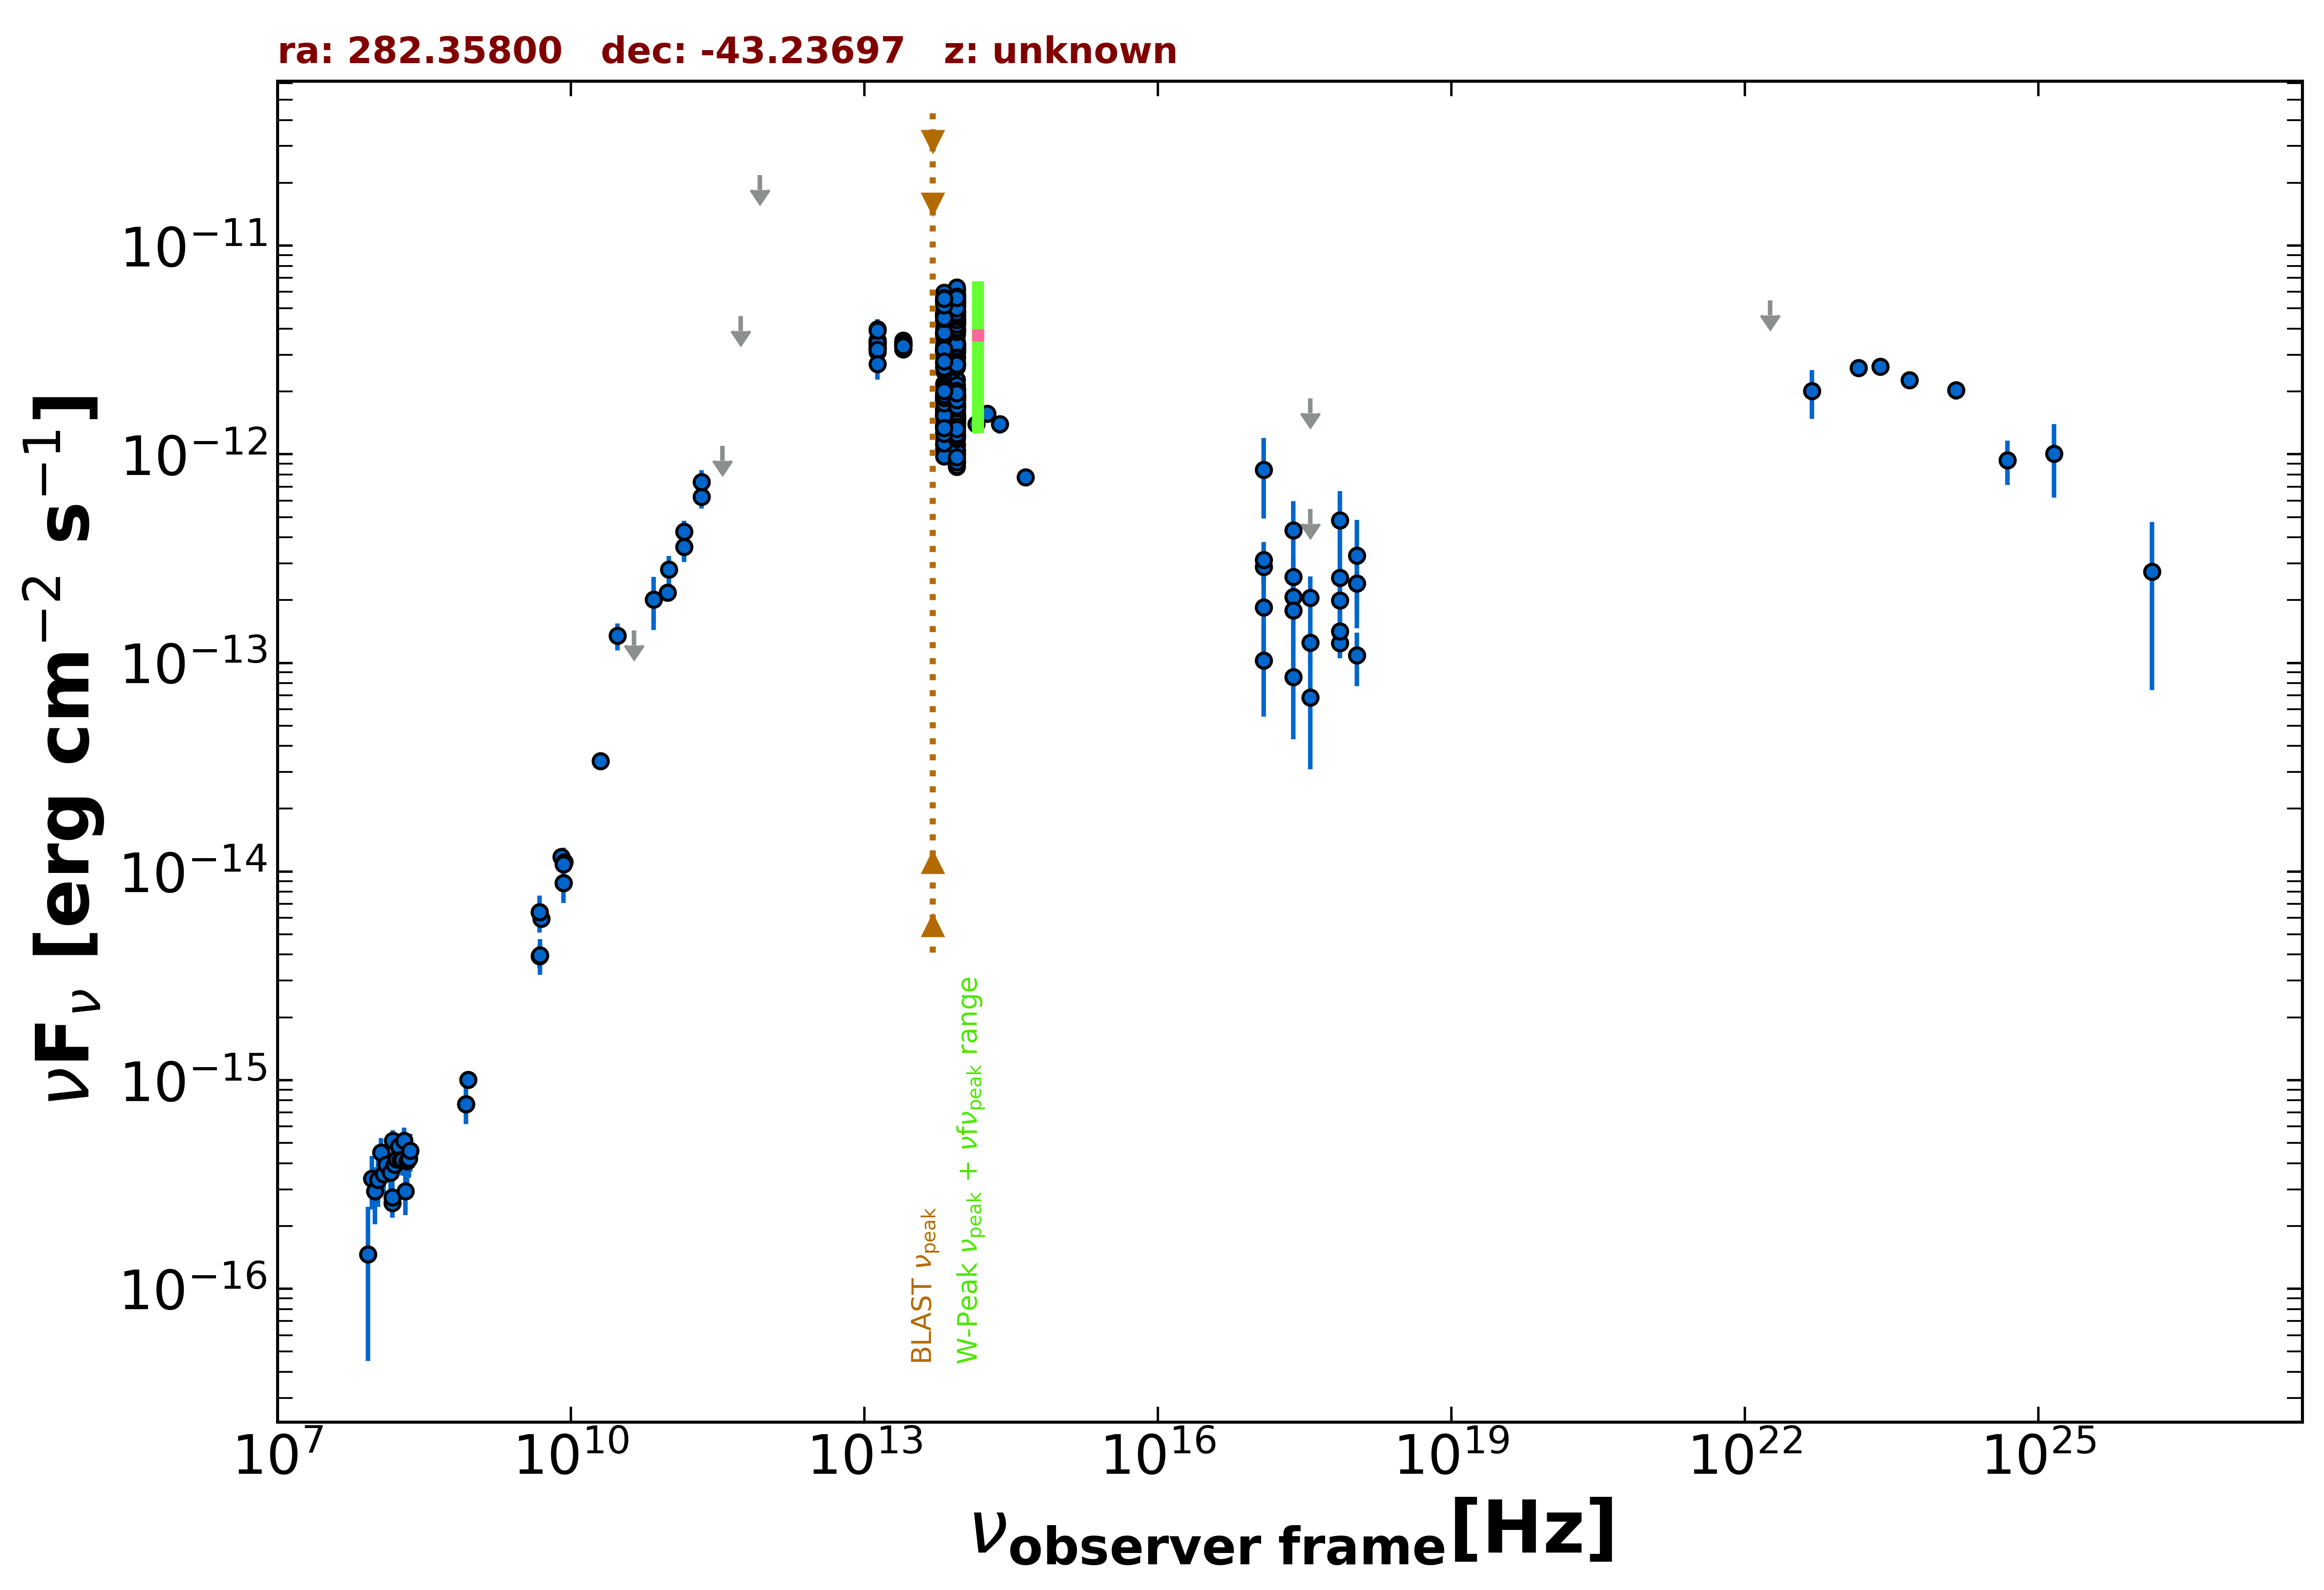 ra: 282.35800   dec: -43.23697   z: unknown
νFν [erg cm⁻² s⁻¹]
10⁻¹¹
10⁻¹²
10⁻¹³
10⁻¹⁴
10⁻¹⁵
10⁻¹⁶
BLAST νpeak
W-Peak νpeak + νfνpeak range
10⁷ 10¹⁰ 10¹³ 10¹⁶ 10¹⁹ 10²² 10²⁵
νobserver frame[Hz]